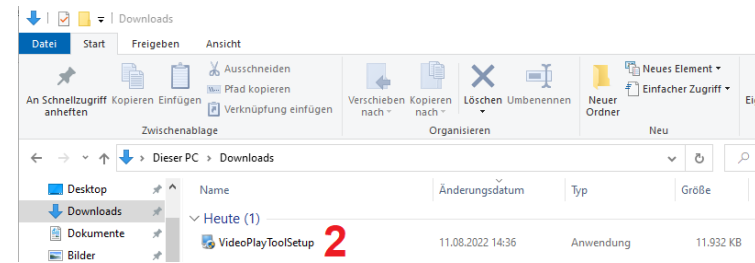 Downloads
Datei Start Freigeben Ansicht
An Schnellzugriff anheften
Kopieren
Einfügen
Ausschneiden
Pfad kopieren
Verknüpfung einfügen
Verschieben nach
Kopieren nach
Löschen
Umbenennen
Neuer Ordner
Neues Element
Einfacher Zugriff
Zwischenablage Organisieren Neu
Dieser PC > Downloads
Desktop
Downloads
Dokumente
Bilder
Name Änderungsdatum Typ Größe
Heute (1)
VideoPlayToolSetup 2 11.08.2022 14:36 Anwendung 11.932 KB